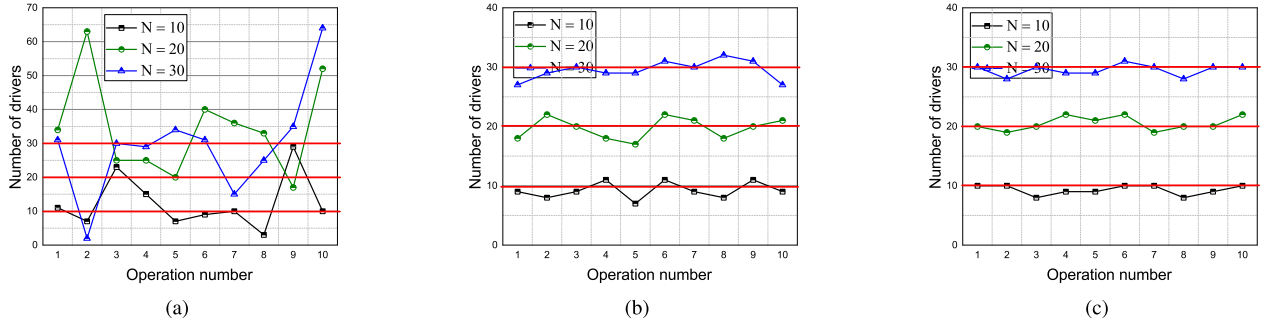 70
60
50
40
30
20
10
0
Number of drivers
N = 10
N = 20
N = 30
1 2 3 4 5 6 7 8 9 10
Operation number
(a)
40
30
20
10
0
Number of drivers
N = 10
N = 20
N = 30
1 2 3 4 5 6 7 8 9 10
Operation number
(b)
40
30
20
10
0
Number of drivers
N = 10
N = 20
N = 30
1 2 3 4 5 6 7 8 9 10
Operation number
(c)